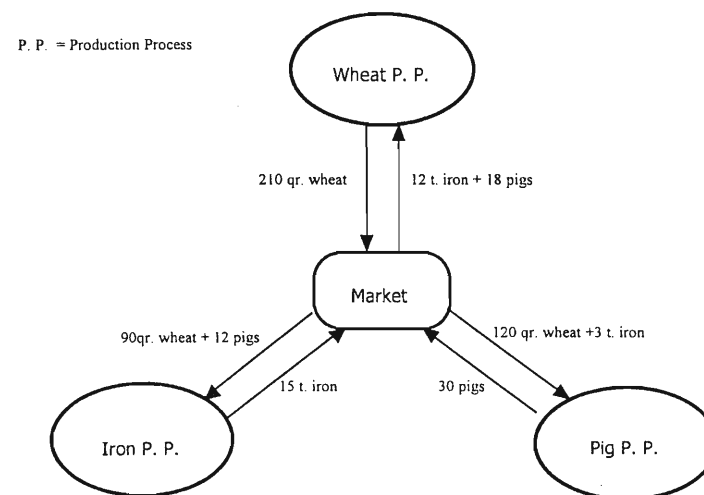 P. P. = Production Process
Wheat P. P.
210 qr. wheat
12 t. iron + 18 pigs
Market
90qr. wheat + 12 pigs
120 qr. wheat +3 t. iron
15 t. iron
30 pigs
Iron P. P.
Pig P. P.